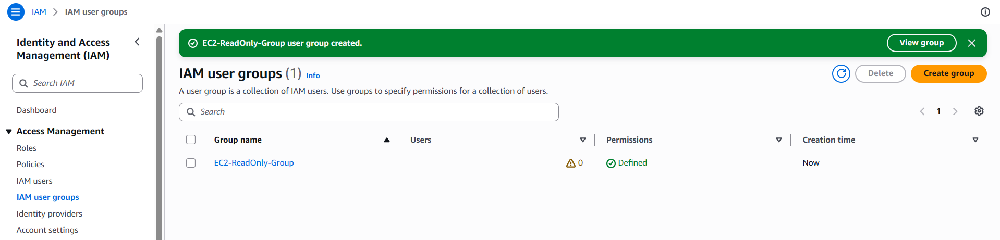 IAM > IAM user groups
Identity and Access
Management (IAM)
Search IAM
Dashboard
Access Management
Roles
Policies
IAM users
IAM user groups
Identity providers
Account settings
EC2-ReadOnly-Group user group created.
View group
IAM user groups (1) Info
Delete
Create group
A user group is a collection of IAM users. Use groups to specify permissions for a collection of users.
Search
1
Group name Users Permissions Creation time
EC2-ReadOnly-Group 0 Defined Now